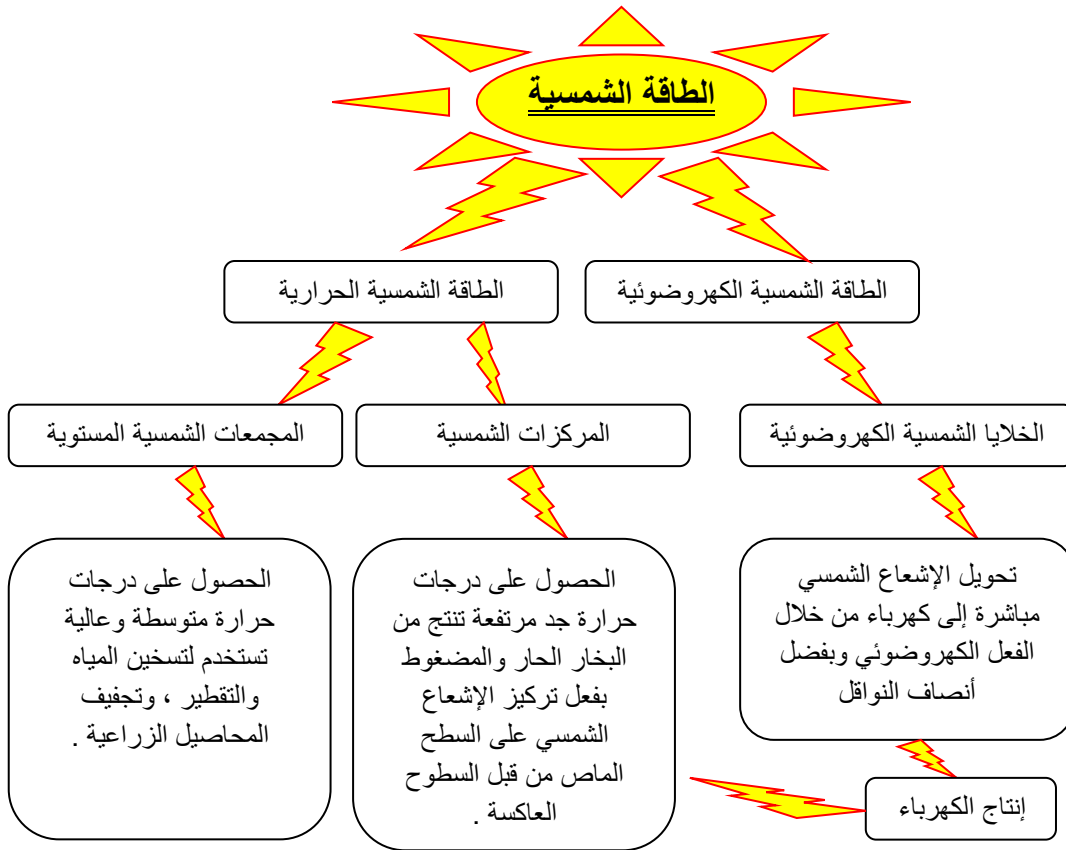 الطاقة الشمسية
الطاقة الشمسية الكهروضوئية
الطاقة الشمسية الحرارية
الخلايا الشمسية الكهروضوئية
المركزات الشمسية
المجمعات الشمسية المستوية
تحويل الإشعاع الشمسي
مباشرة إلى كهرباء من خلال
الفعل الكهروضوئي وبفضل
أنصاف النواقل
الحصول على درجات
حرارة جد مرتفعة تنتج من
البخار الحار والمضغوط
بفعل تركيز الإشعاع
الشمسي على السطح
الماص من قبل السطوح
العاكسة .
الحصول على درجات
حرارة متوسطة وعالية
تستخدم لتسخين المياه
والتقطير ، وتجفيف
المحاصيل الزراعية .
إنتاج الكهرباء